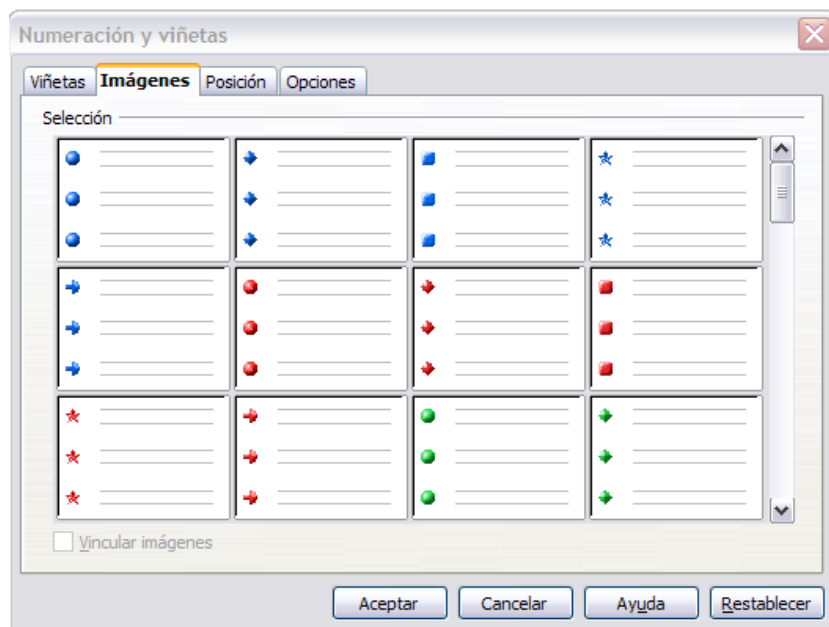 Numeración y viñetas
Viñetas Imágenes Posición Opciones
Selección
Vincular imágenes
Aceptar Cancelar Ayuda Restablecer